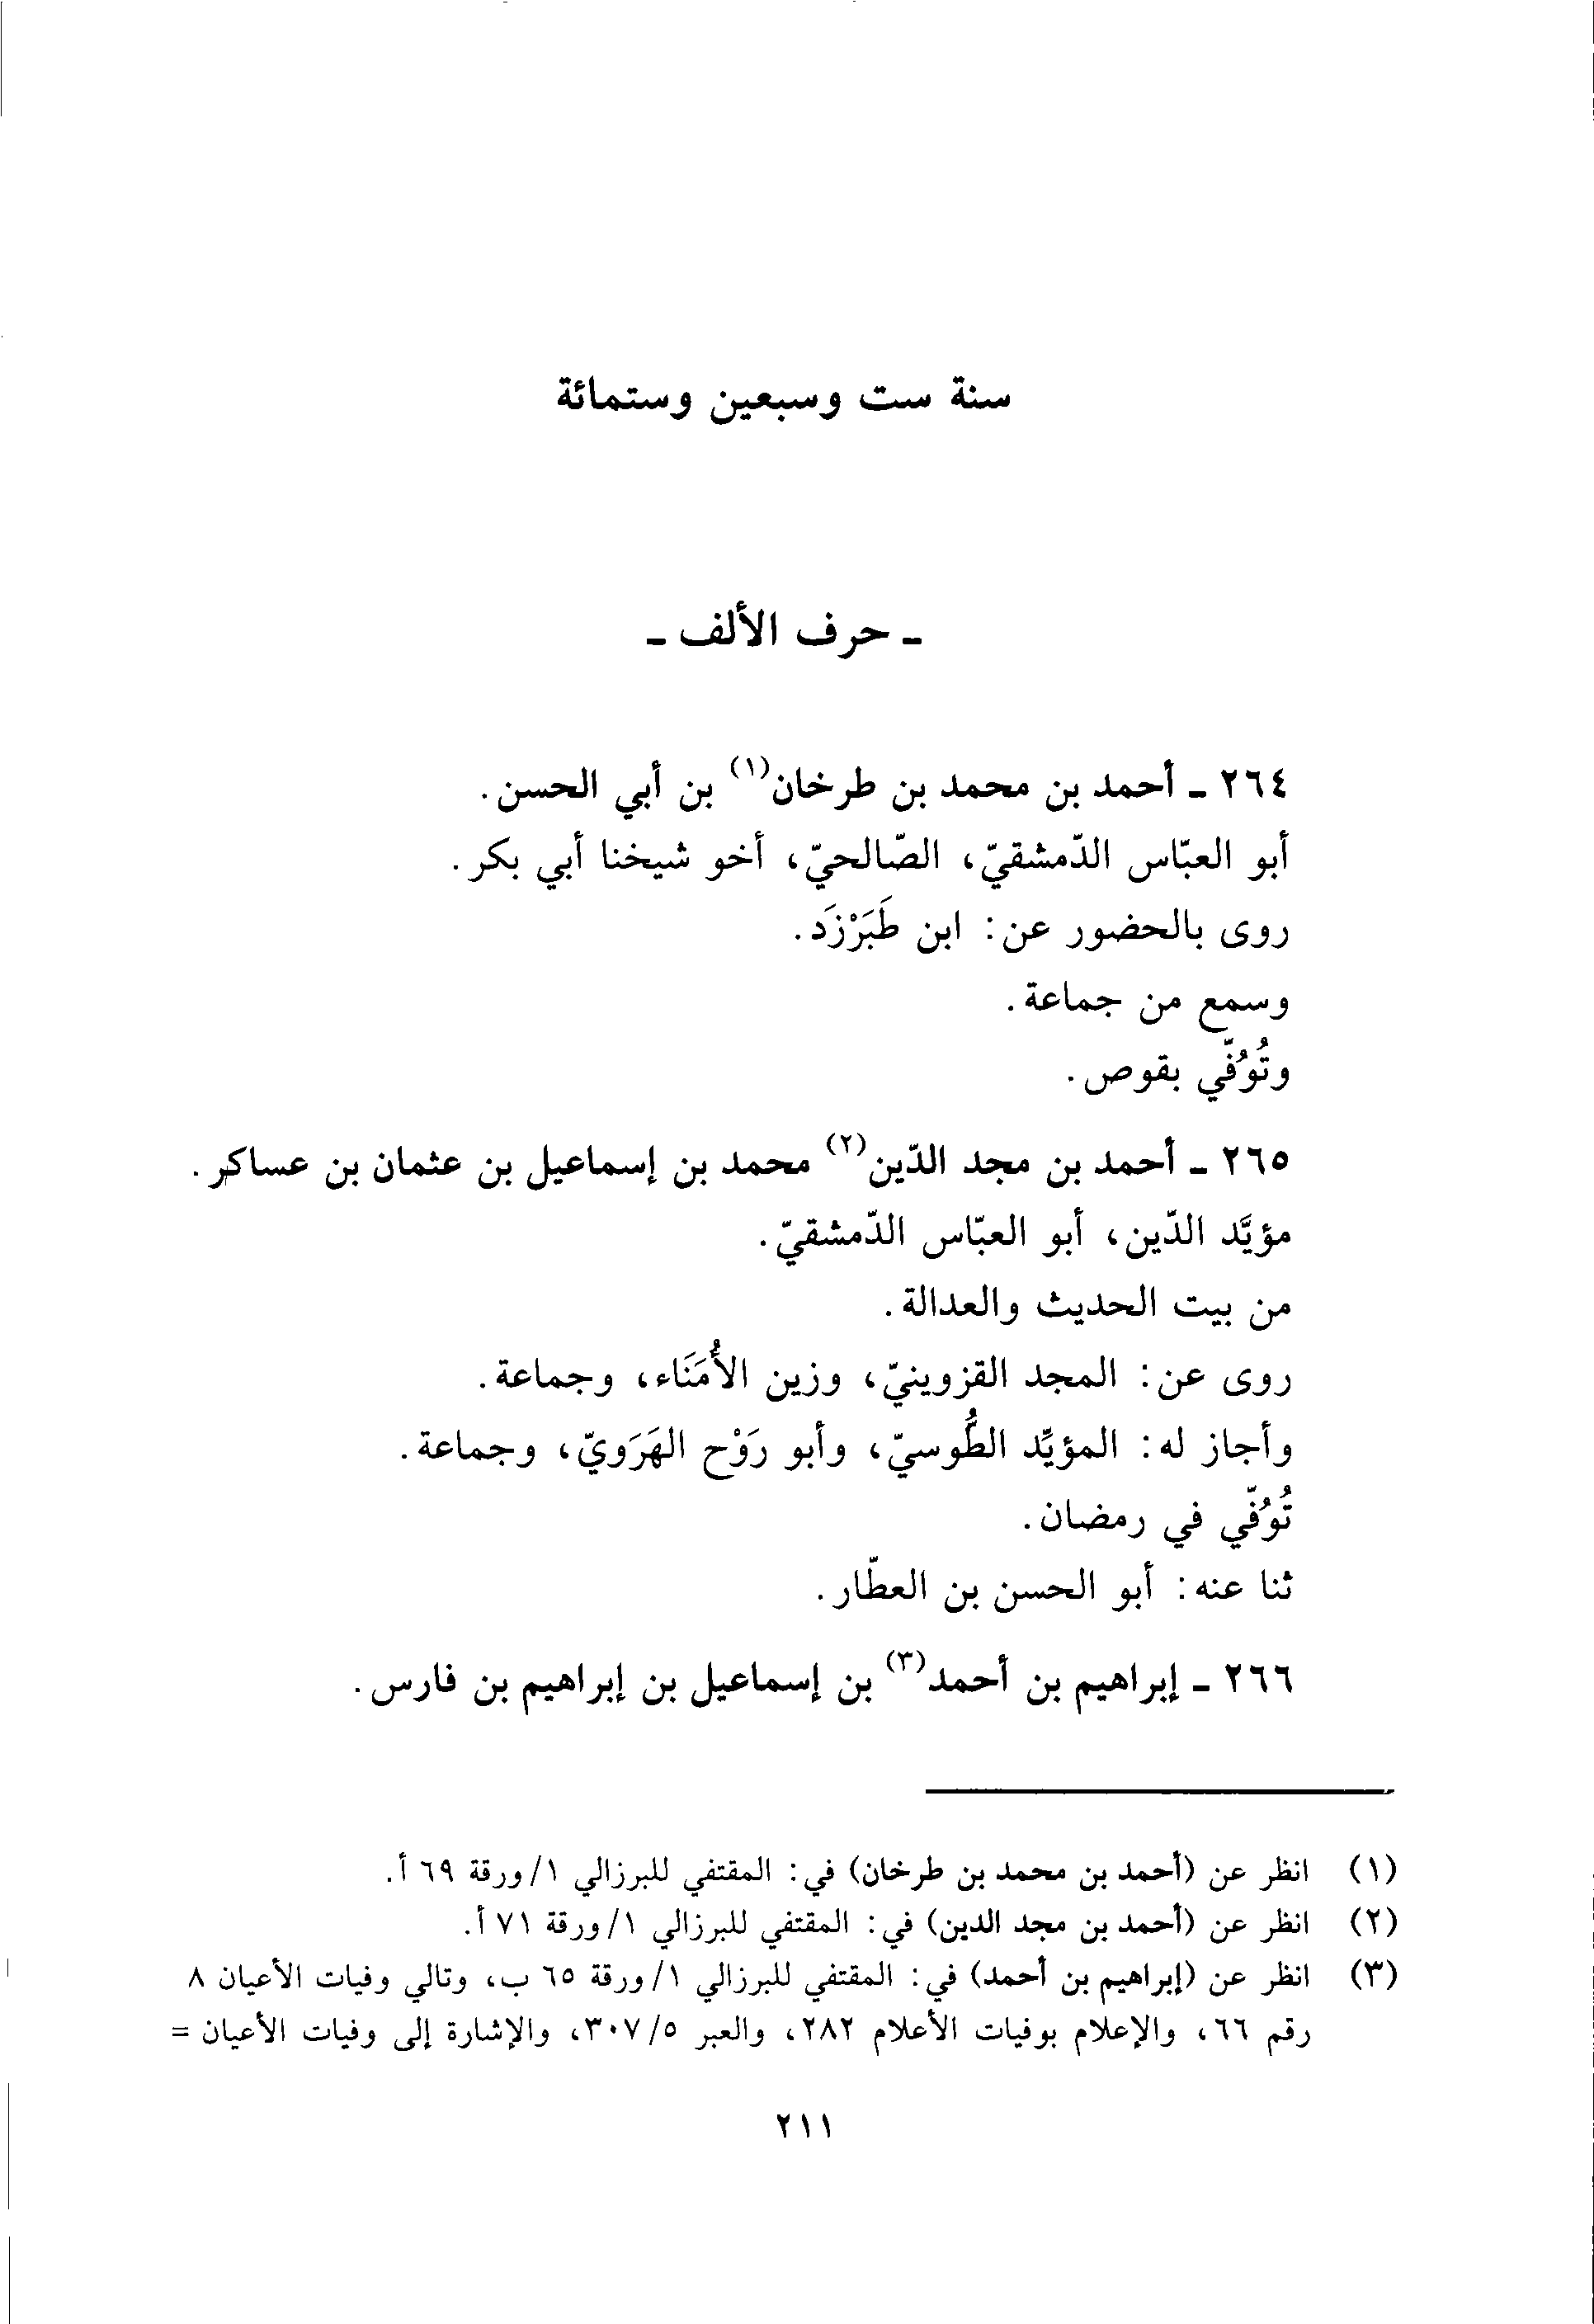 سنة ست وسبعين وستمائة
- حرف الألف -
٢٦٤ - أحمد بن محمد بن طرخان(١) بن أبي الحسن.
أبو العبّاس الدّمشقيّ، الصّالحيّ، أخو شيخنا أبي بكر.
روى بالحضور عن: ابن طَبَرْزَد.
وسمع من جماعة.
وتُوُفّي بقوص.
٢٦٥ - أحمد بن مجد الدّين(٢) محمد بن إسماعيل بن عثمان بن عساكر.
مؤيَّد الدّين، أبو العبّاس الدّمشقيّ.
من بيت الحديث والعدالة.
روى عن: المجد القزوينيّ، وزين الأُمَنَاء، وجماعة.
وأجاز له: المؤيَّد الطُّوسيّ، وأبو رَوْح الهَرَويّ، وجماعة.
تُوُفّي في رمضان.
ثنا عنه: أبو الحسن بن العطّار.
٢٦٦ - إبراهيم بن أحمد(٣) بن إسماعيل بن إبراهيم بن فارس.
(١) انظر عن (أحمد بن محمد بن طرخان) في: المقتفي للبرزالي ١/ورقة ٦٩ أ.
(٢) انظر عن (أحمد بن مجد الدين) في: المقتفي للبرزالي ١/ورقة ٧١ أ.
(٣) انظر عن (إبراهيم بن أحمد) في: المقتفي للبرزالي ١/ورقة ٦٥ ب، وتالي وفيات الأعيان ٨
رقم ٦٦، والإعلام بوفيات الأعلام ٢٨٢، والعبر ٣٠٧/٥، والإشارة إلى وفيات الأعيان =
٢١١